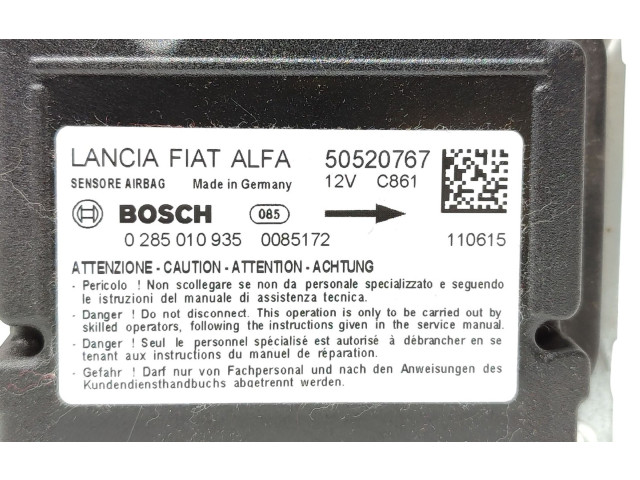 LANCIA FIAT ALFA 50520767
SENSORE AIRBAG Made in Germany 12V C861
BOSCH 085
0 285 010 935 0085172 110615
ATTENZIONE - CAUTION - ATTENTION - ACHTUNG
- Pericolo ! Non scollegare se non da personale specializzato e seguendo
le istruzioni del manuale di assistenza tecnica.
- Danger ! Do not disconnect. This operation is only to be carried out by
skilled operators, following the instructions given in the service manual.
- Danger ! Seul le personnel spécialisé est autorisé à débrancher en se
tenant aux instructions du manuel de réparation.
- Gefahr ! Darf nur von Fachpersonal und nach den Anweisungen des
Kundendiensthandbuchs abgetrennt werden.